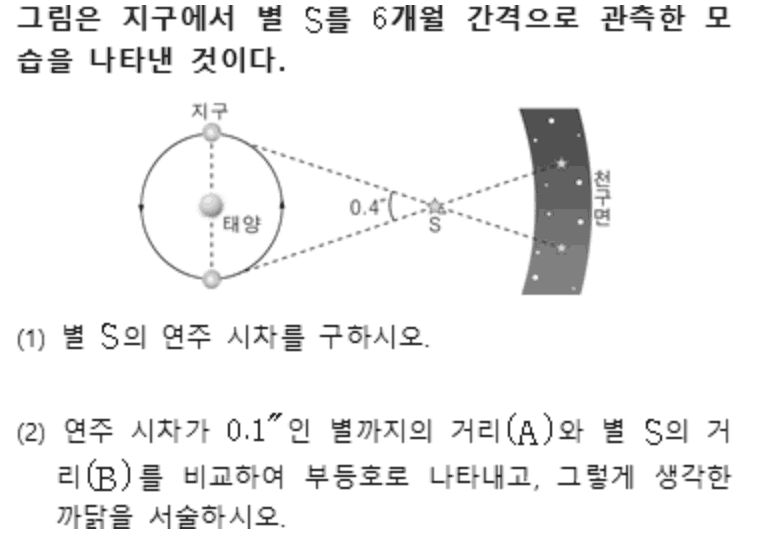 그림은 지구에서 별 S를 6개월 간격으로 관측한 모
습을 나타낸 것이다.
지구
태양
0.4″
S
천구면
(1) 별 S의 연주 시차를 구하시오.
(2) 연주 시차가 0.1″인 별까지의 거리(A)와 별 S의 거
리(B)를 비교하여 부등호로 나타내고, 그렇게 생각한
까닭을 서술하시오.